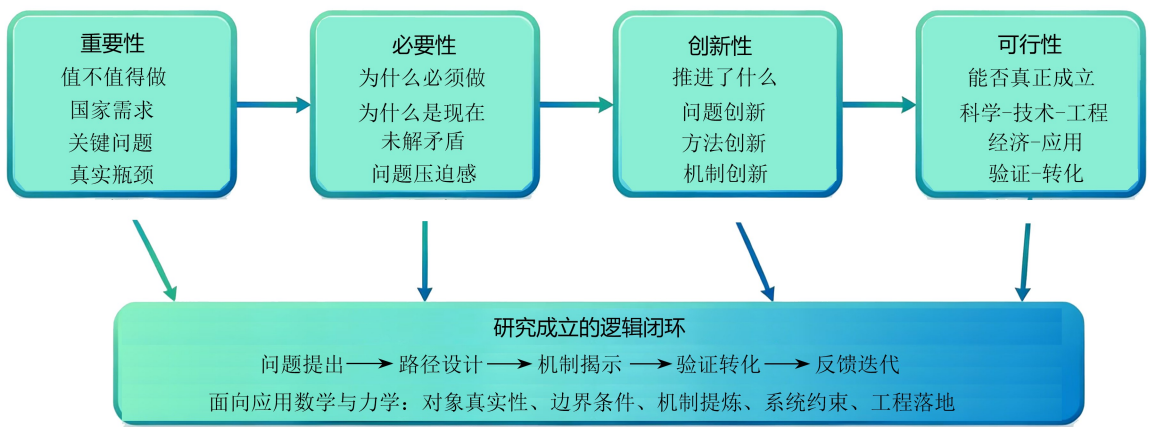 重要性
值不值得做
国家需求
关键问题
真实瓶颈
必要性
为什么必须做
为什么是现在
未解矛盾
问题压迫感
创新性
推进了什么
问题创新
方法创新
机制创新
可行性
能否真正成立
科学-技术-工程
经济-应用
验证-转化
研究成立的逻辑闭环
问题提出→路径设计→机制揭示→验证转化→反馈迭代
面向应用数学与力学：对象真实性、边界条件、机制提炼、系统约束、工程落地